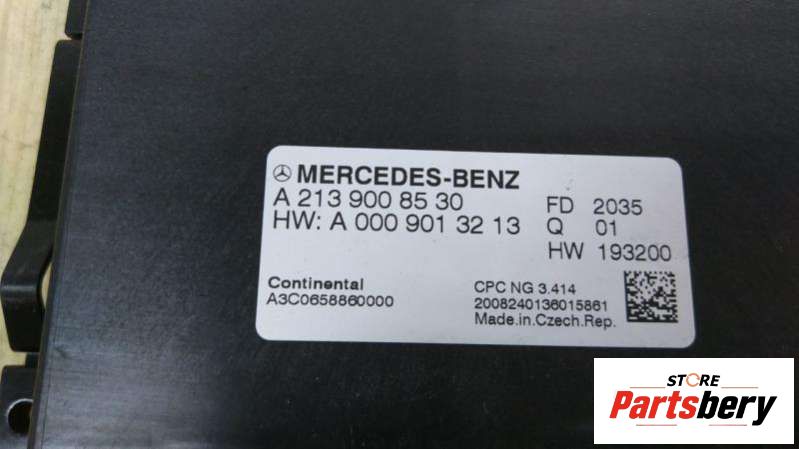 MERCEDES-BENZ
A 213 900 85 30
HW: A 000 901 32 13
FD 2035
Q 01
HW 193200
Continental
A3C0658860000
CPC NG 3.414
2008240136015861
Made.in.Czech.Rep.
STORE
Partsbery